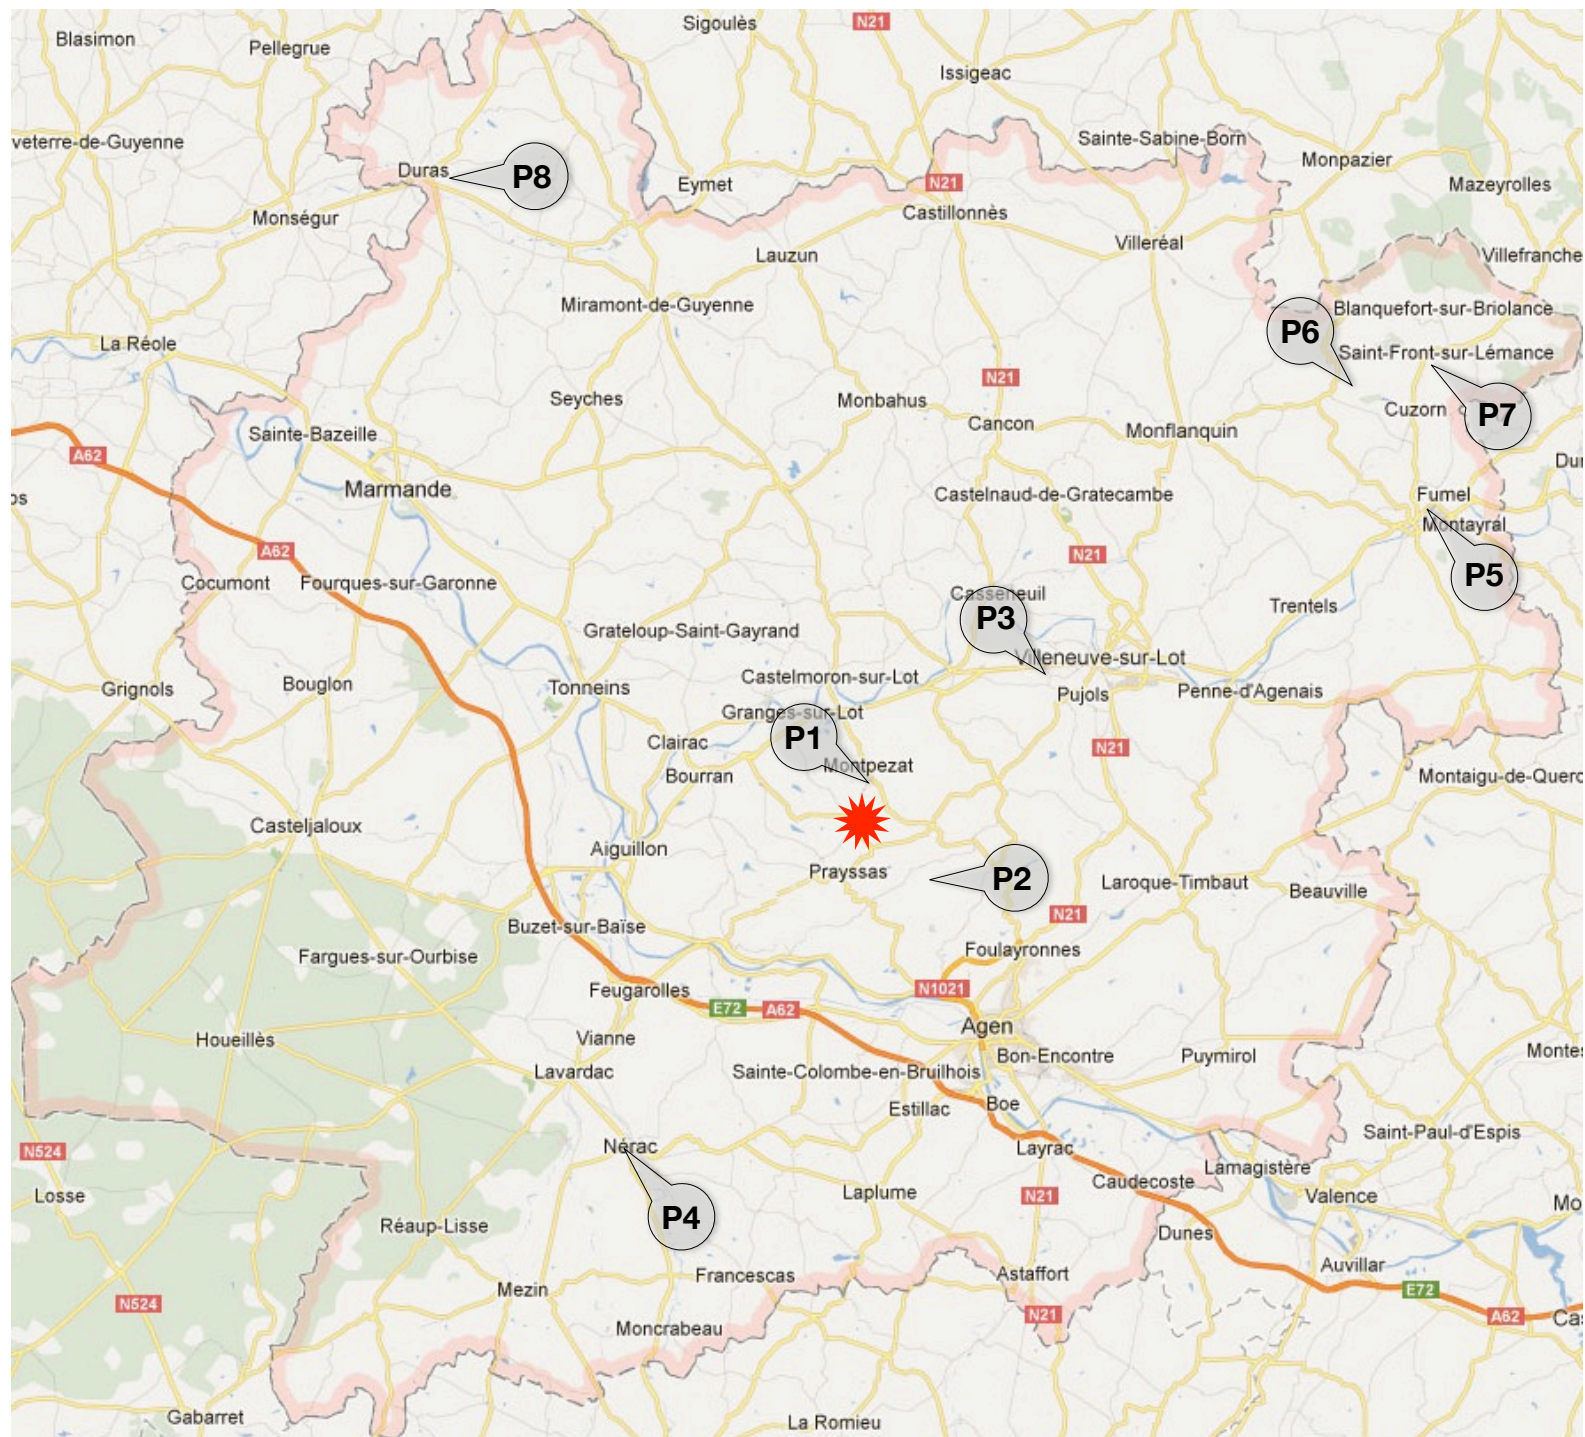 Sigoulès
N21
Blasimon
Pellegrue
Issigeac
veterre-de-Guyenne
Sainte-Sabine-Born
Monpazier
Duras
P8
Eymet
N21
Mazeyrolles
Monségur
Castillonnès
Villeréal
Lauzun
Villefranche
Miramont-de-Guyenne
Blanquefort-sur-Briolance
P6
La Réole
Saint-Front-sur-Lémance
N21
Seyches
Monbahus
Cuzorn
P7
Cancon
Monflanquin
Sainte-Bazeille
A62
Marmande
Castelnaud-de-Gratecambe
Fumel
Montayral
A62
N21
P5
Cocumont
Fourques-sur-Garonne
Casseneuil
Trentels
P3
Grateloup-Saint-Gayrand
Villeneuve-sur-Lot
Castelmoron-sur-Lot
Grignols
Bouglon
Tonneins
Pujols
Penne-d'Agenais
Granges-sur-Lot
P1
Clairac
N21
Montpezat
Bourran
Montaigu-de-Querc
Casteljaloux
Aiguillon
Prayssas
P2
Laroque-Timbaut
Beauville
N21
Buzet-sur-Baïse
Foulayronnes
Fargues-sur-Ourbise
Feugarolles
N1021
E72
A62
Agen
Houeillès
Vianne
Bon-Encontre
Puymirol
Montes
Lavardac
Sainte-Colombe-en-Bruilhois
Estillac
Boe
Saint-Paul-d'Espis
Nérac
Layrac
N524
Lamagistère
Caudecoste
Losse
Laplume
N21
Valence
Mo
P4
Réaup-Lisse
Dunes
Auvillar
Francescas
Astaffort
Mezin
E72
N524
N21
A62
Cas
Moncrabeau
Gabarret
La Romieu